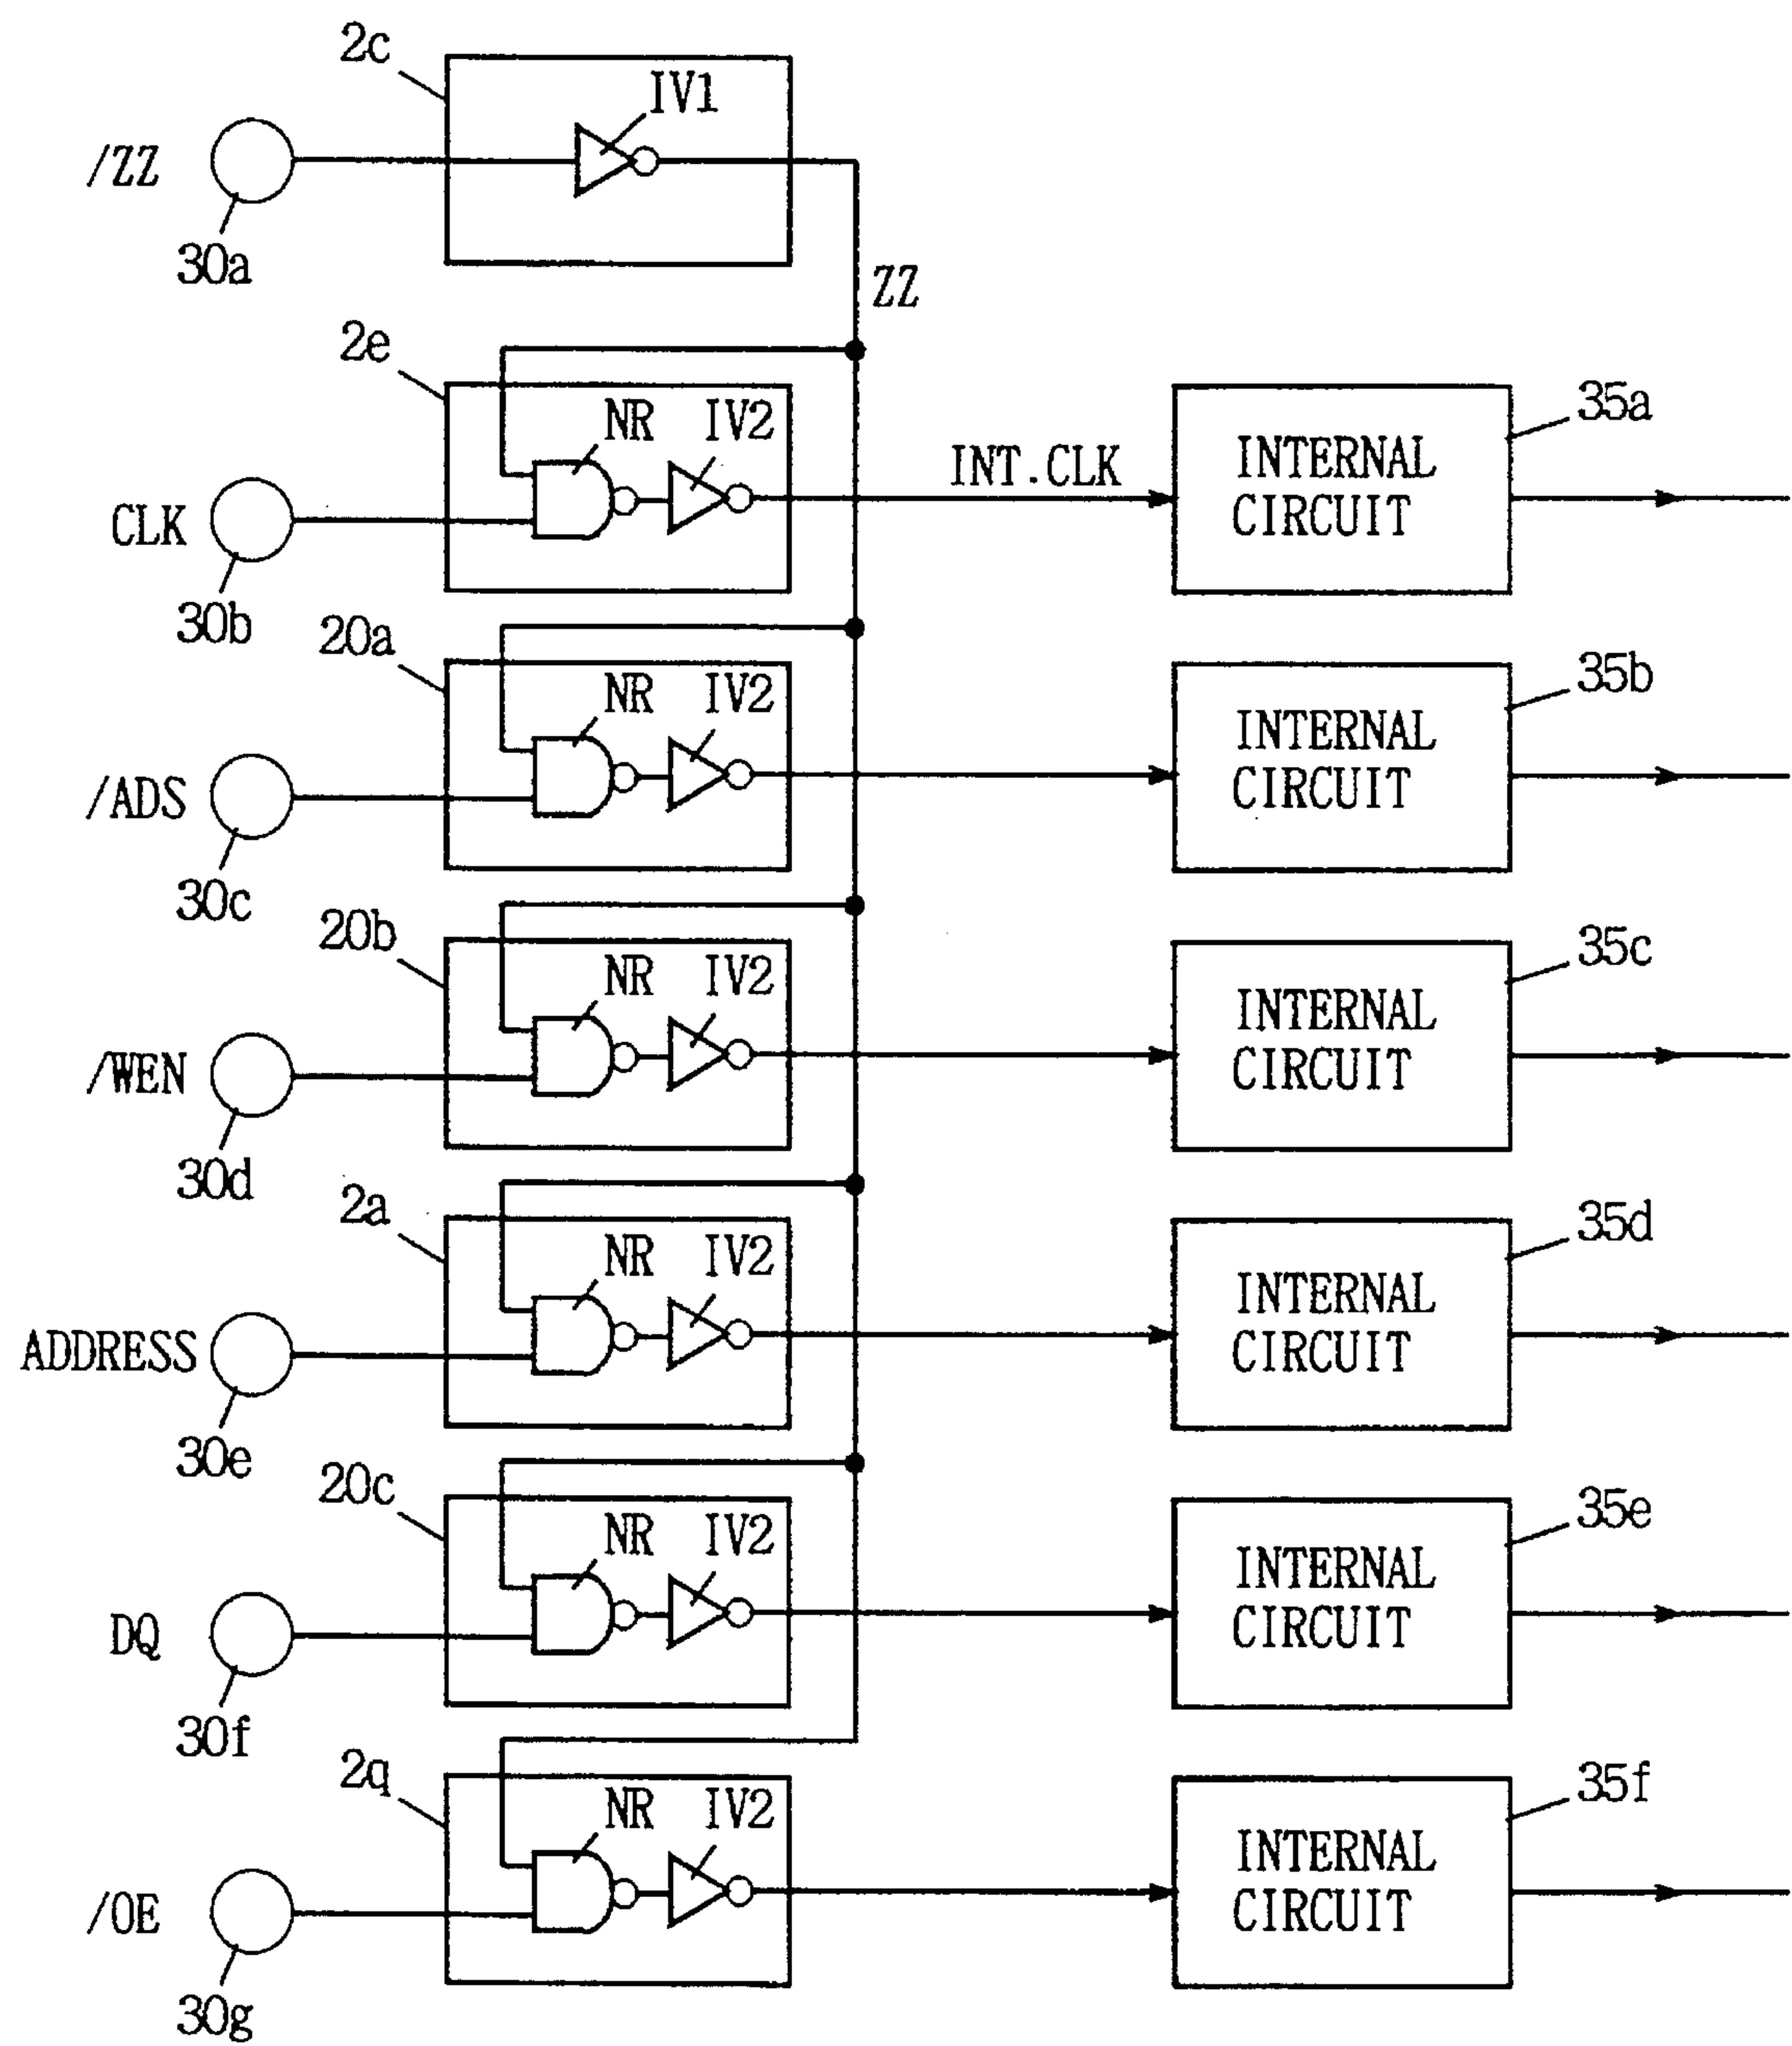 2c
IV1
/ZZ
30a
ZZ
2e
NR IV2
35a
INT.CLK
INTERNAL
CIRCUIT
CLK
30b
20a
NR IV2
35b
INTERNAL
CIRCUIT
/ADS
30c
20b
NR IV2
35c
INTERNAL
CIRCUIT
/WEN
30d
2a
NR IV2
35d
INTERNAL
CIRCUIT
ADDRESS
30e
20c
NR IV2
35e
INTERNAL
CIRCUIT
DQ
30f
2q
NR IV2
35f
INTERNAL
CIRCUIT
/OE
30g